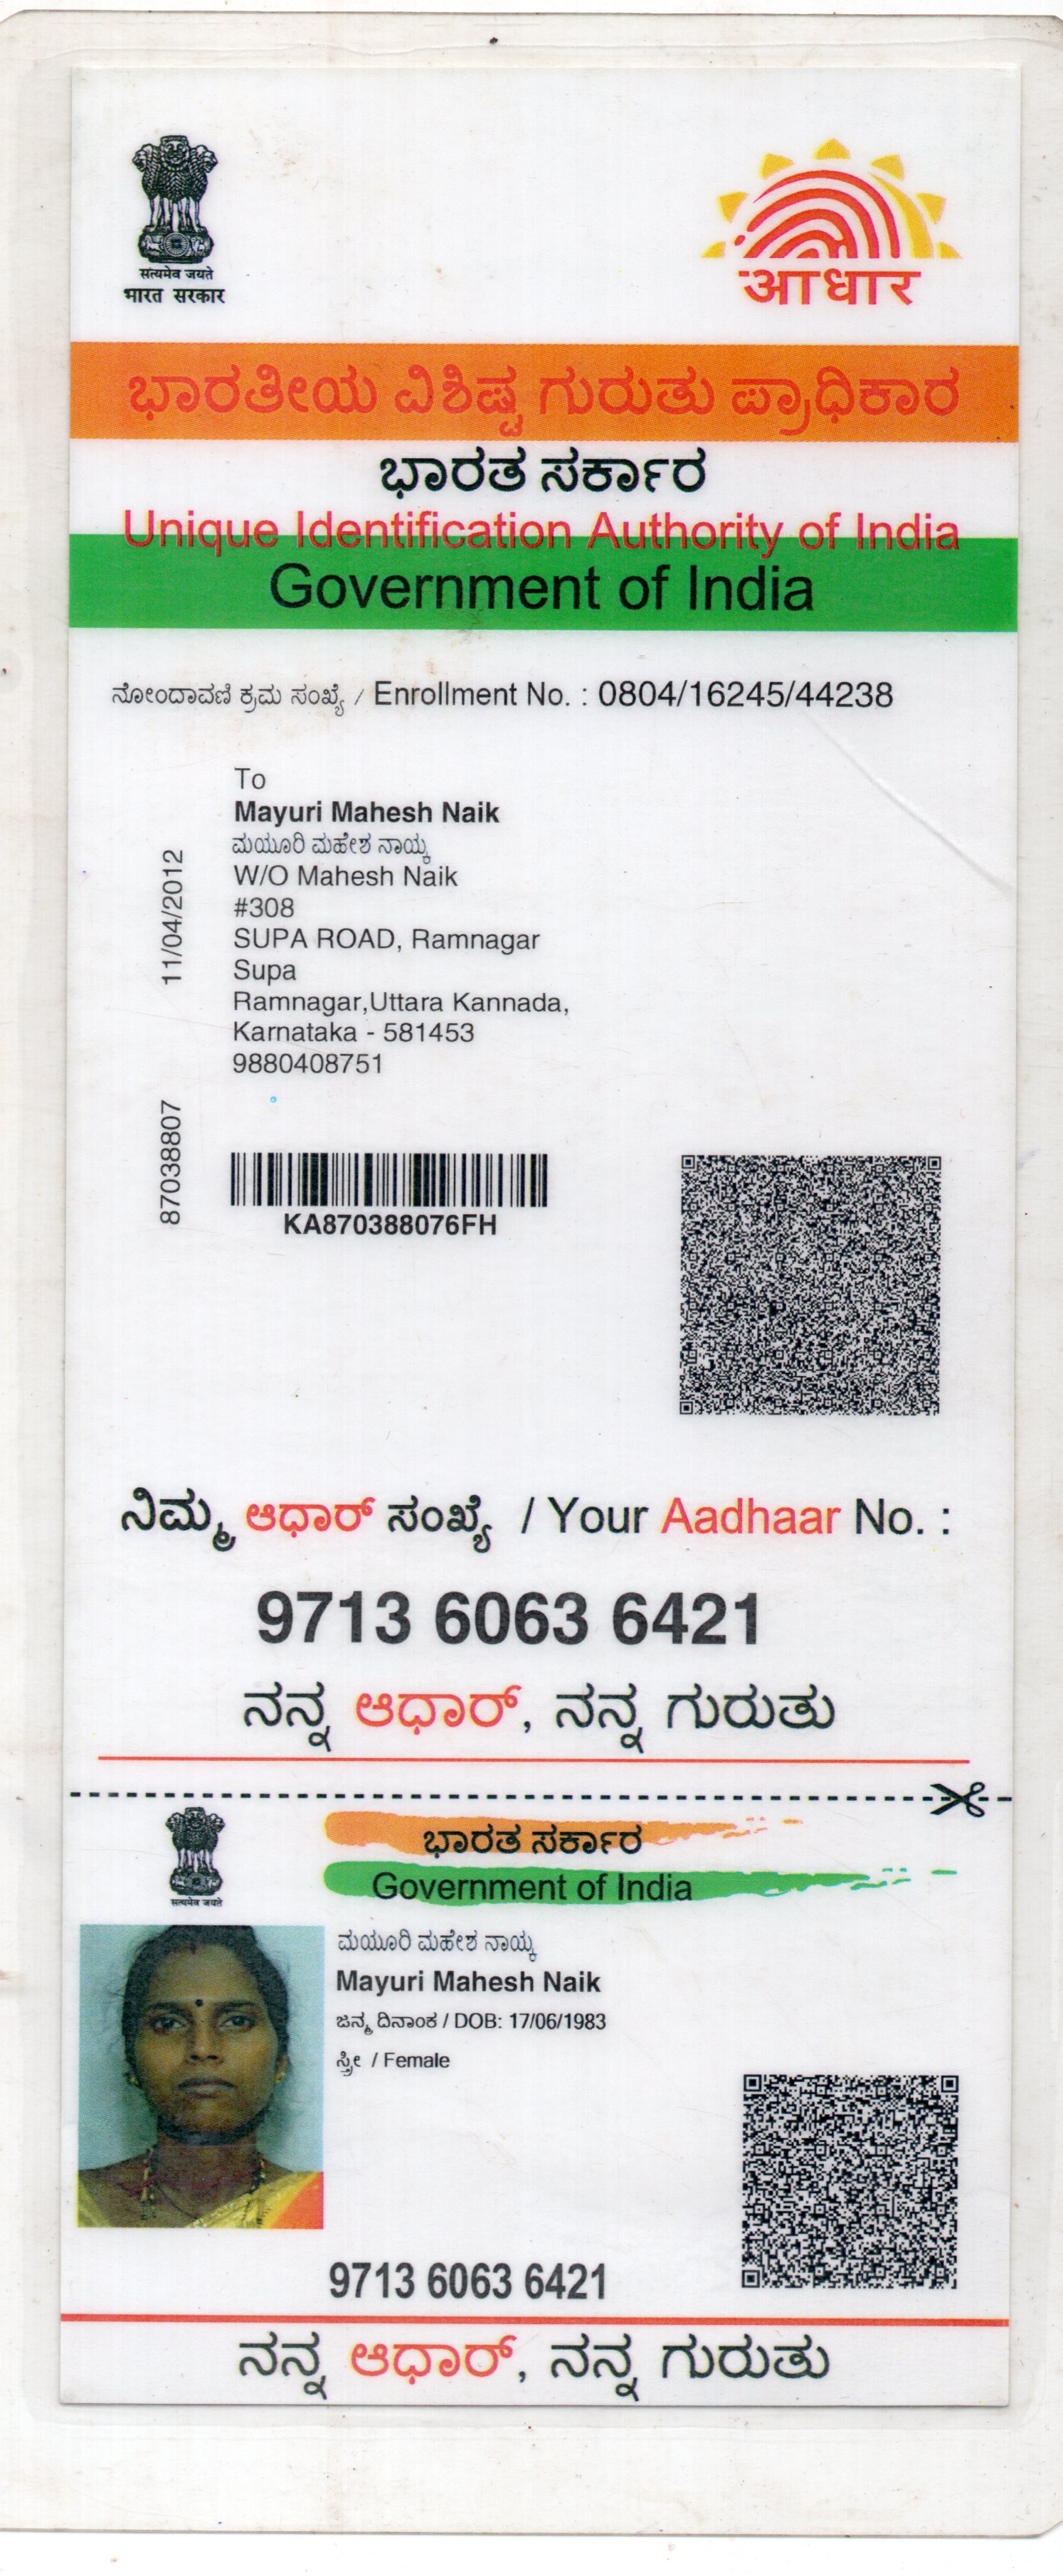 सत्यमेव जयते
भारत सरकार
आधार
ಭಾರತೀಯ ವಿಶಿಷ್ಟ ಗುರುತು ಪ್ರಾಧಿಕಾರ
ಭಾರತ ಸರ್ಕಾರ
Unique Identification Authority of India
Government of India
ನೋಂದಾವಣಿ ಕ್ರಮ ಸಂಖ್ಯೆ / Enrollment No. : 0804/16245/44238
To
Mayuri Mahesh Naik
ಮಯೂರಿ ಮಹೇಶ ನಾಯ್ಕ
W/O Mahesh Naik
#308
SUPA ROAD, Ramnagar
Supa
Ramnagar,Uttara Kannada,
Karnataka - 581453
9880408751
11/04/2012
87038807
KA870388076FH
ನಿಮ್ಮ ಆಧಾರ್ ಸಂಖ್ಯೆ / Your Aadhaar No. :
9713 6063 6421
ನನ್ನ ಆಧಾರ್, ನನ್ನ ಗುರುತು
सत्यमेव जयते
ಭಾರತ ಸರ್ಕಾರ
Government of India
ಮಯೂರಿ ಮಹೇಶ ನಾಯ್ಕ
Mayuri Mahesh Naik
ಜನ್ಮ ದಿನಾಂಕ / DOB: 17/06/1983
ಸ್ತ್ರೀ / Female
9713 6063 6421
ನನ್ನ ಆಧಾರ್, ನನ್ನ ಗುರುತು